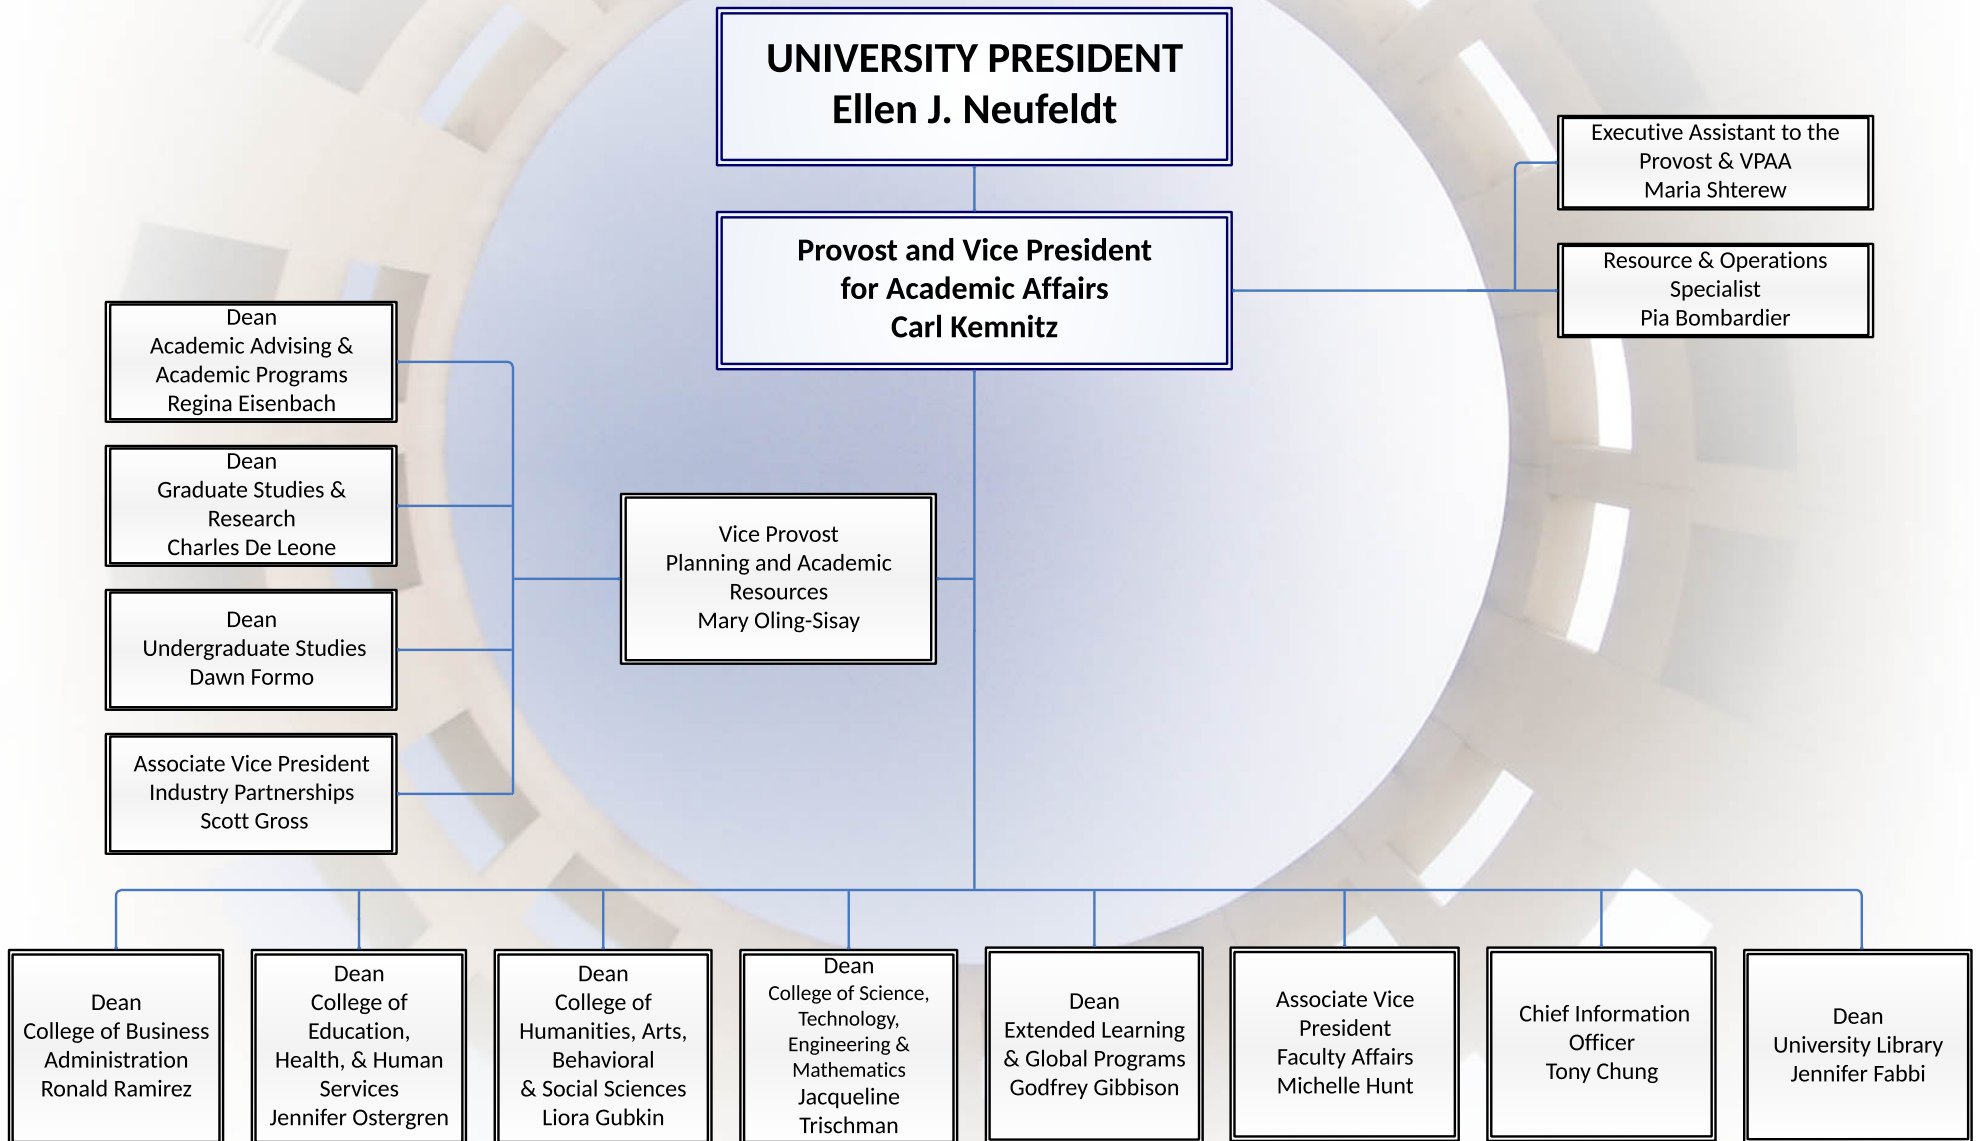 UNIVERSITY PRESIDENT
Ellen J. Neufeldt
Executive Assistant to the
Provost & VPAA
Maria Shterew
Provost and Vice President
for Academic Affairs
Carl Kemnitz
Resource & Operations
Specialist
Pia Bombardier
Dean
Academic Advising &
Academic Programs
Regina Eisenbach
Dean
Graduate Studies &
Research
Charles De Leone
Vice Provost
Planning and Academic
Resources
Mary Oling-Sisay
Dean
Undergraduate Studies
Dawn Formo
Associate Vice President
Industry Partnerships
Scott Gross
Dean
College of Business
Administration
Ronald Ramirez
Dean
College of
Education,
Health, & Human
Services
Jennifer Ostergren
Dean
College of
Humanities, Arts,
Behavioral
& Social Sciences
Liora Gubkin
Dean
College of Science,
Technology,
Engineering &
Mathematics
Jacqueline
Trischman
Dean
Extended Learning
& Global Programs
Godfrey Gibbison
Associate Vice
President
Faculty Affairs
Michelle Hunt
Chief Information
Officer
Tony Chung
Dean
University Library
Jennifer Fabbi